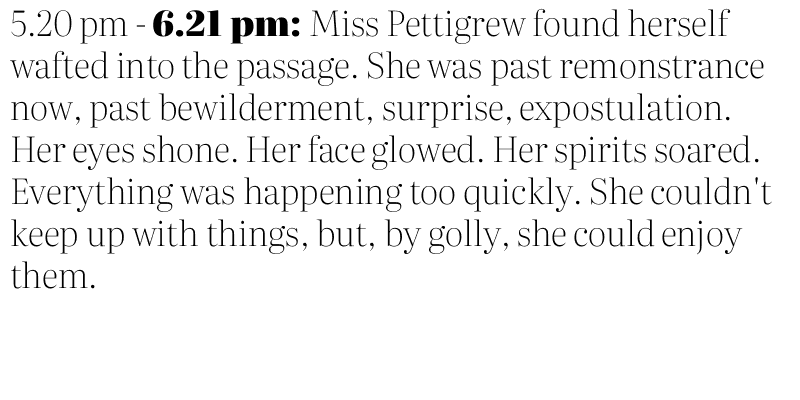 5.20 pm - 6.21 pm: Miss Pettigrew found herself
wafted into the passage. She was past remonstrance
now, past bewilderment, surprise, expostulation.
Her eyes shone. Her face glowed. Her spirits soared.
Everything was happening too quickly. She couldn't
keep up with things, but, by golly, she could enjoy
them.